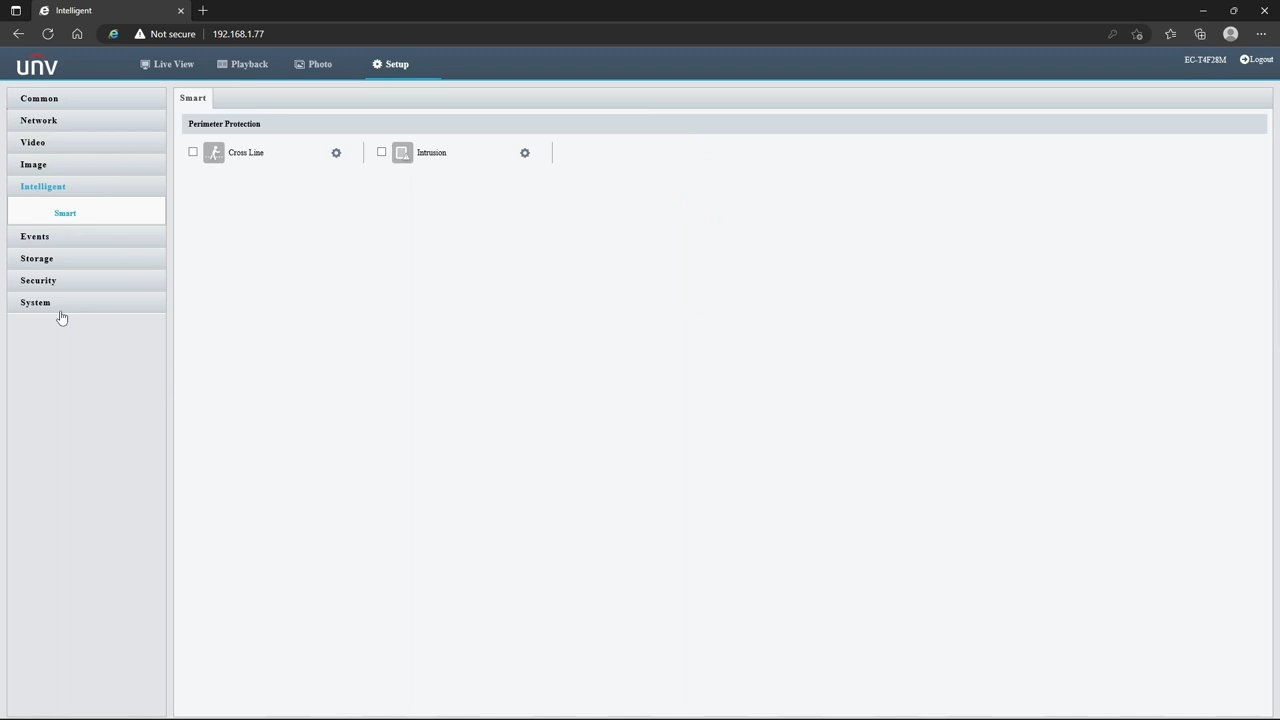 Intelligent
Not secure 192.168.1.77
unv Live View Playback Photo Setup EC-T4F28M Logout
Common
Network
Video
Image
Intelligent
Smart
Events
Storage
Security
System
Smart
Perimeter Protection
Cross Line Intrusion